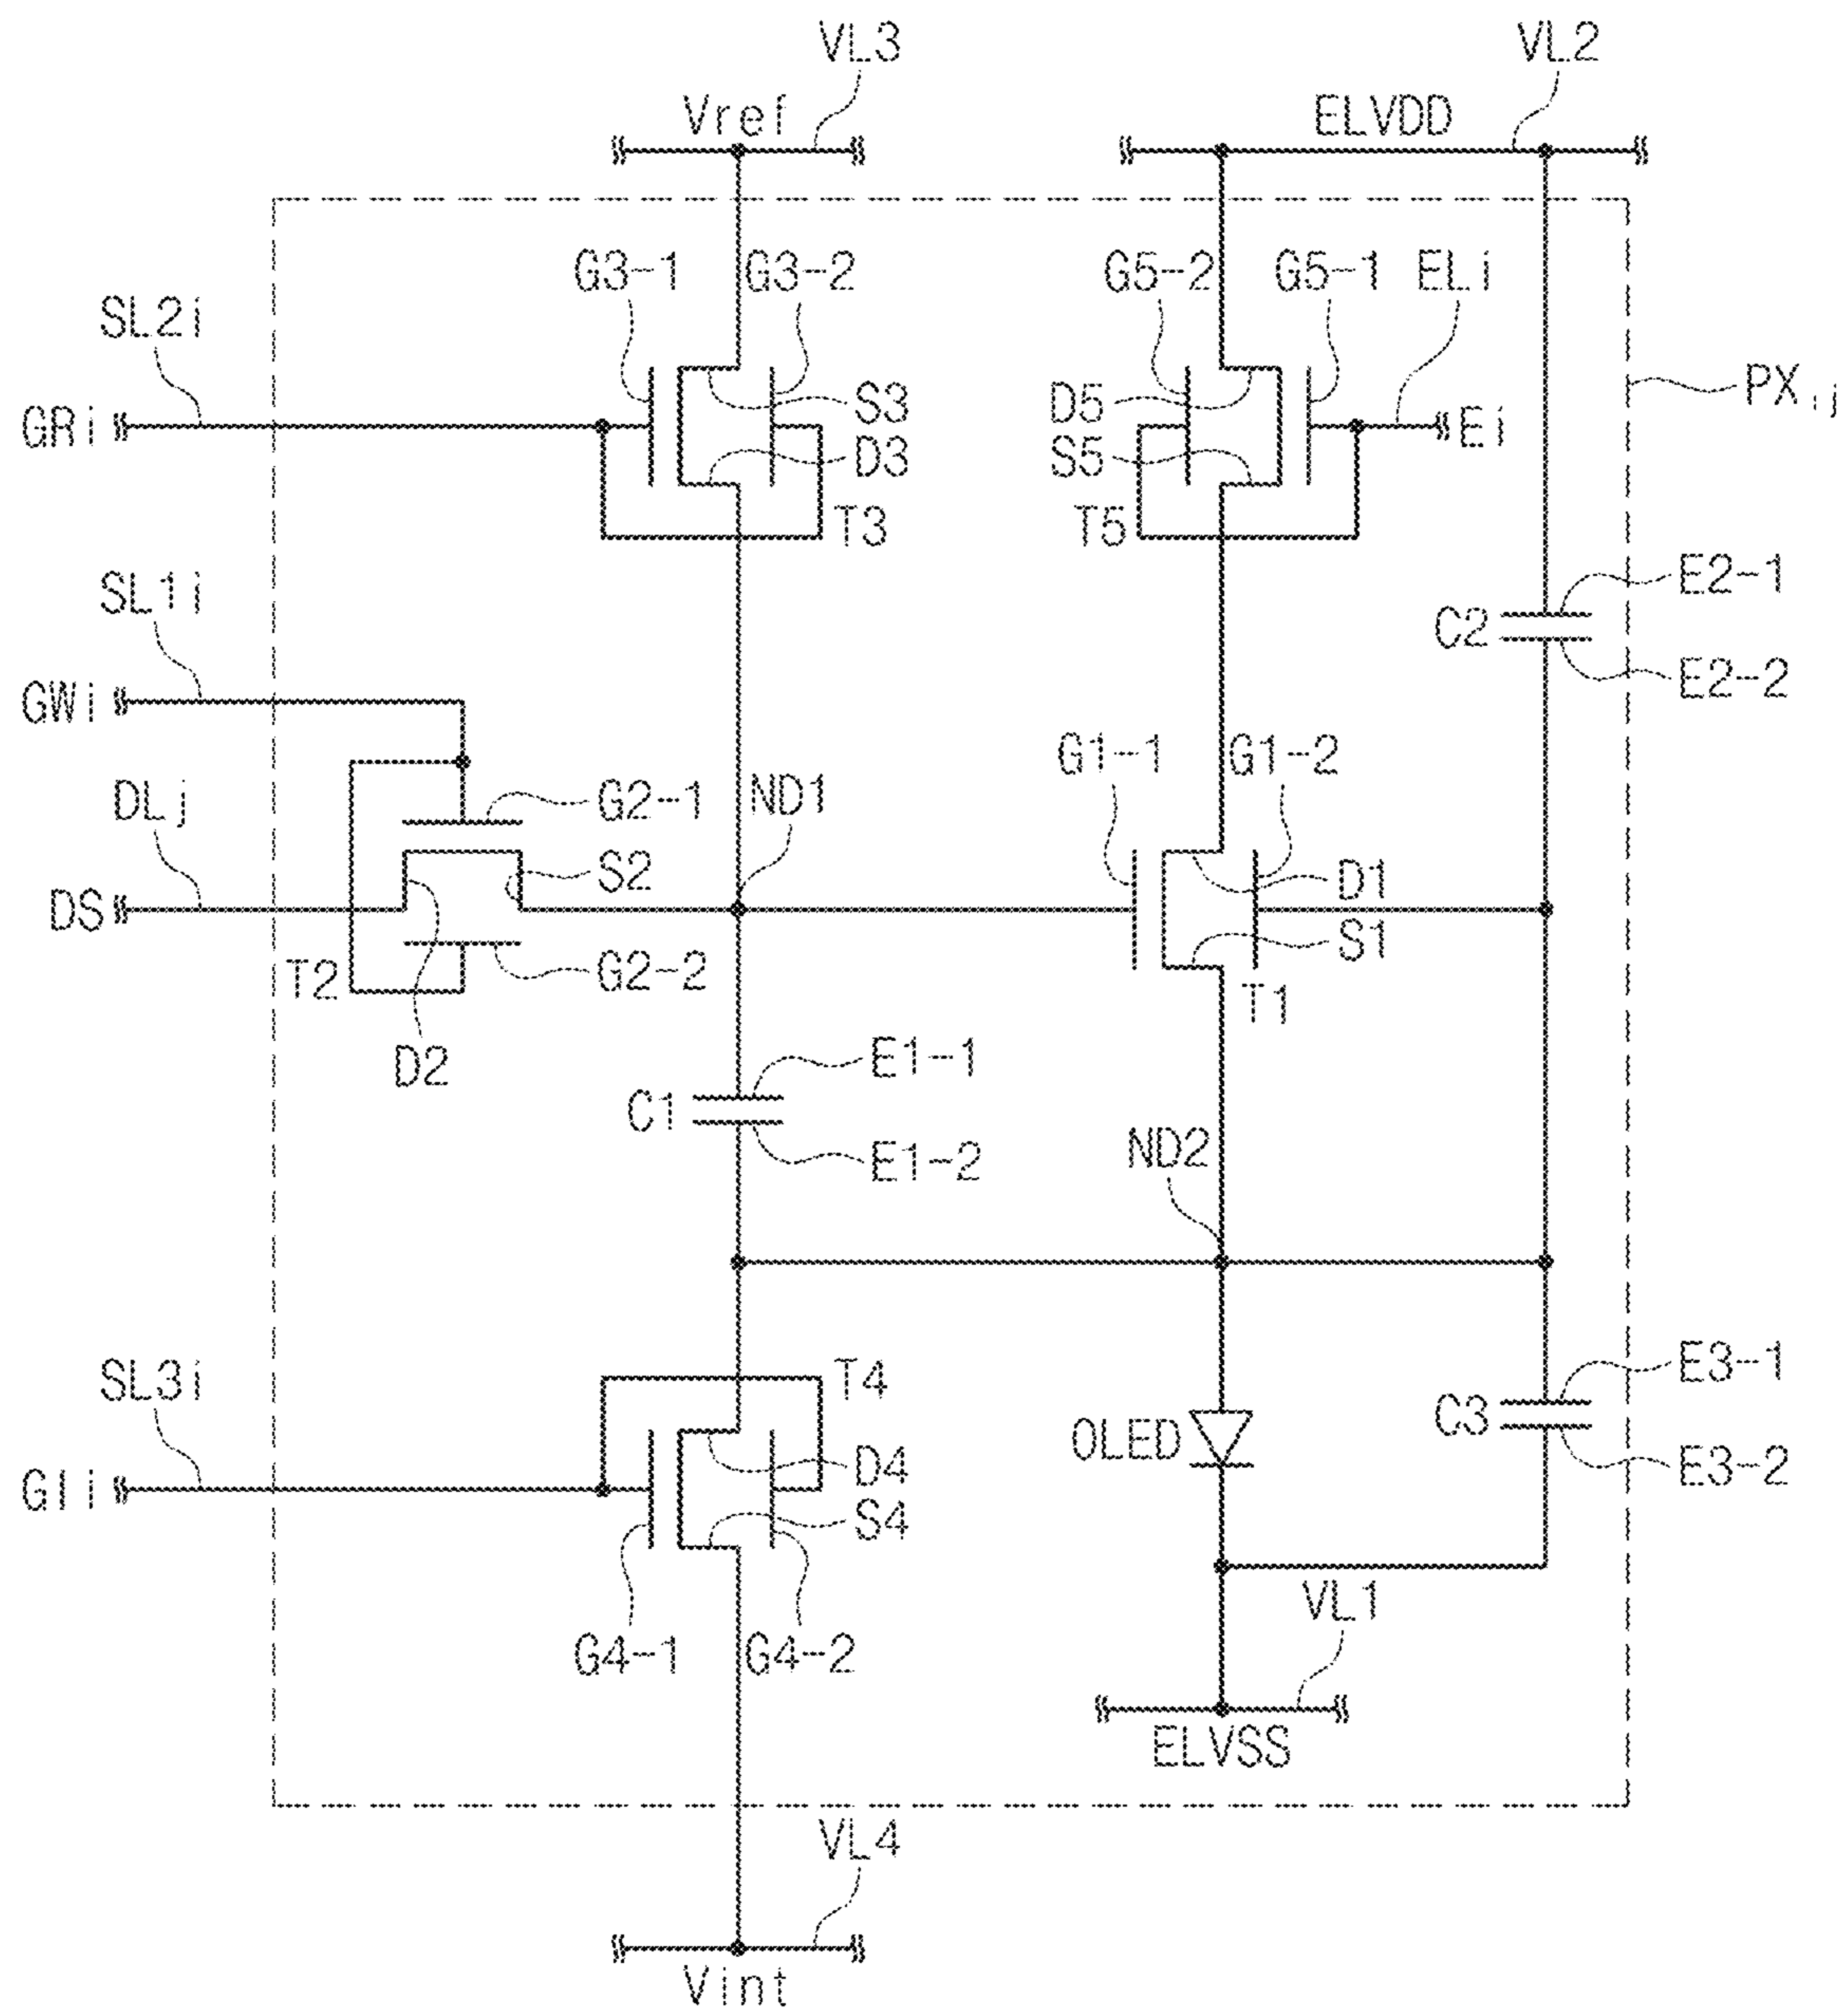 VL3
VL2
Vref
ELVDD
G3-1
G3-2
G5-2
G5-1
ELi
SL2i
PXij
S3
D5
GRi
Ei
D3
S5
T3
T5
SL1i
E2-1
C2
E2-2
GWi
G1-1
G1-2
DLj
G2-1
ND1
S2
D1
DS
S1
T2
G2-2
T1
D2
E1-1
C1
E1-2
ND2
SL3i
T4
E3-1
OLED
C3
D4
E3-2
GIi
S4
VL1
G4-1
G4-2
ELVSS
VL4
Vint